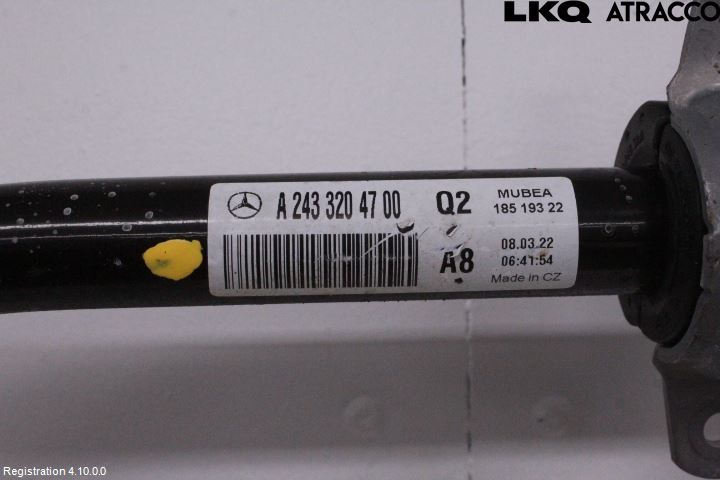 LKQ ATRACCO
A 243 320 47 00 Q2 MUBEA
185 193 22
A8 08.03.22
06:41:54
Made in CZ
Registration 4.10.0.0